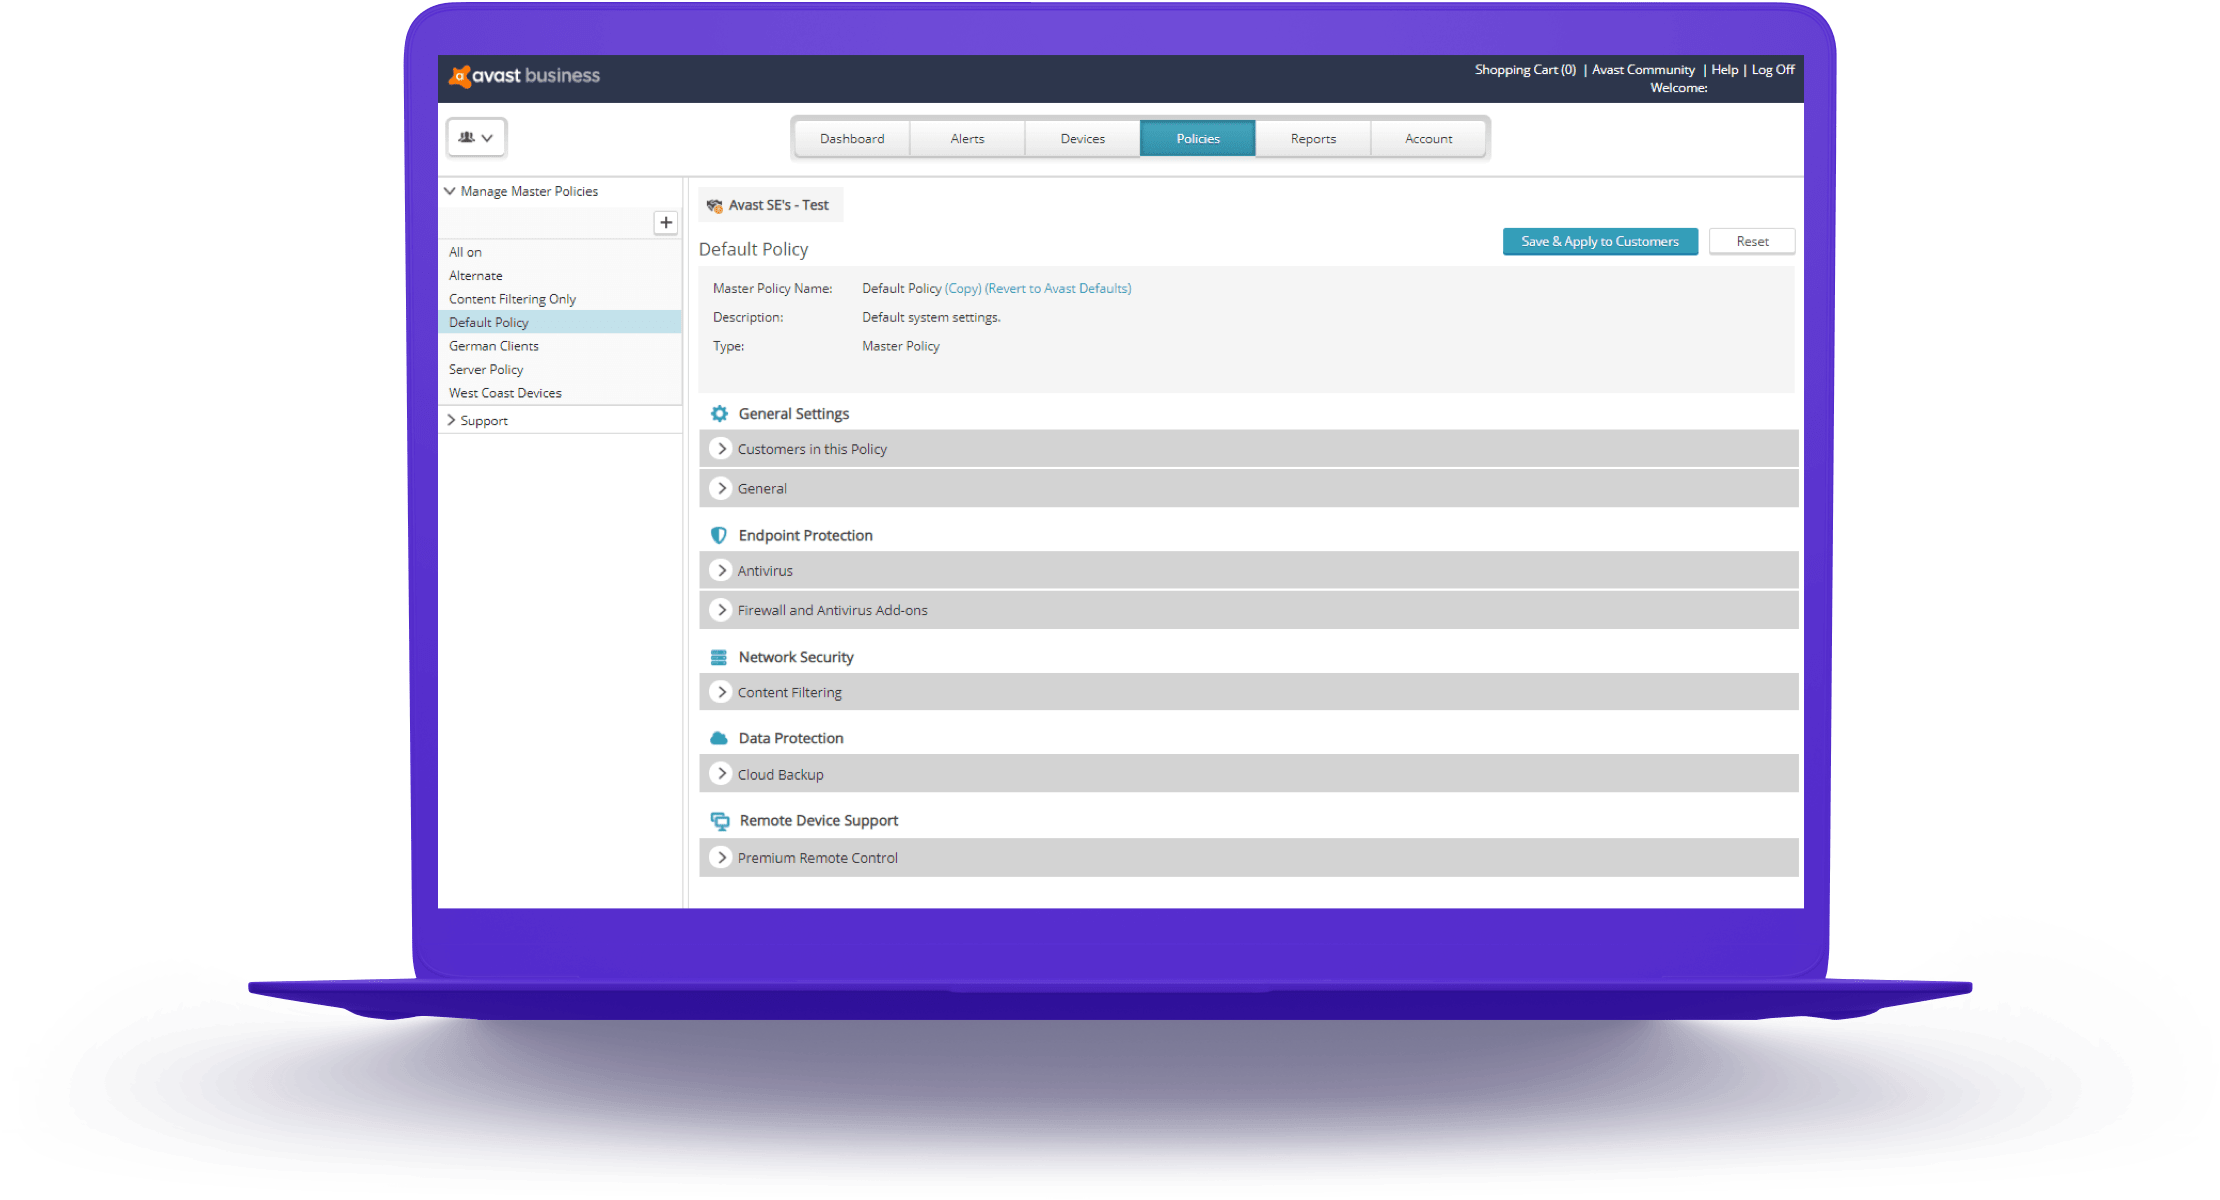 avast business
Shopping Cart (0) | Avast Community | Help | Log Off
Welcome:
Dashboard
Alerts
Devices
Policies
Reports
Account
Manage Master Policies
+
All on
Alternate
Content Filtering Only
Default Policy
German Clients
Server Policy
West Coast Devices
Support
Avast SE's - Test
Default Policy
Save & Apply to Customers
Reset
Master Policy Name: Default Policy (Copy) (Revert to Avast Defaults)
Description: Default system settings.
Type: Master Policy
General Settings
Customers in this Policy
General
Endpoint Protection
Antivirus
Firewall and Antivirus Add-ons
Network Security
Content Filtering
Data Protection
Cloud Backup
Remote Device Support
Premium Remote Control